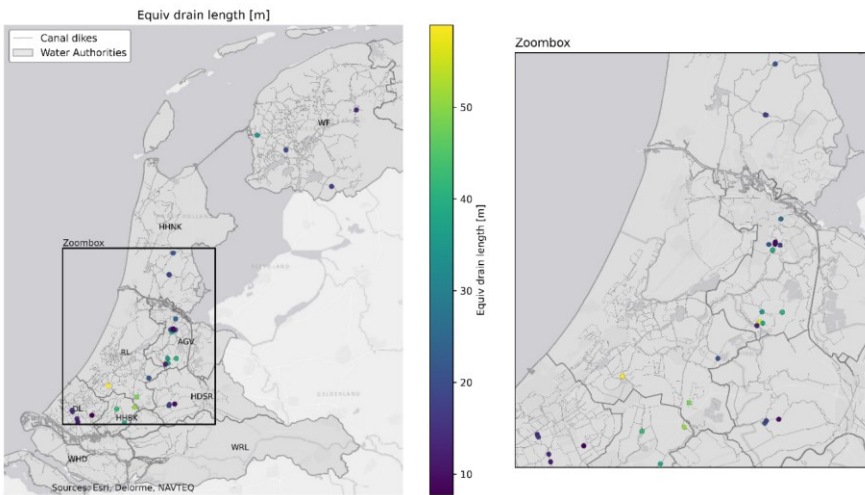 Equiv drain length [m]
Canal dikes
Water Authorities
WF
HHNK
Zoombox
AGV
RL
HDSR
DL
HHSK
WRL
WHD
Sources: Esri, Delorme, NAVTEQ
50
40
30
20
10
Equiv drain length [m]
Zoombox